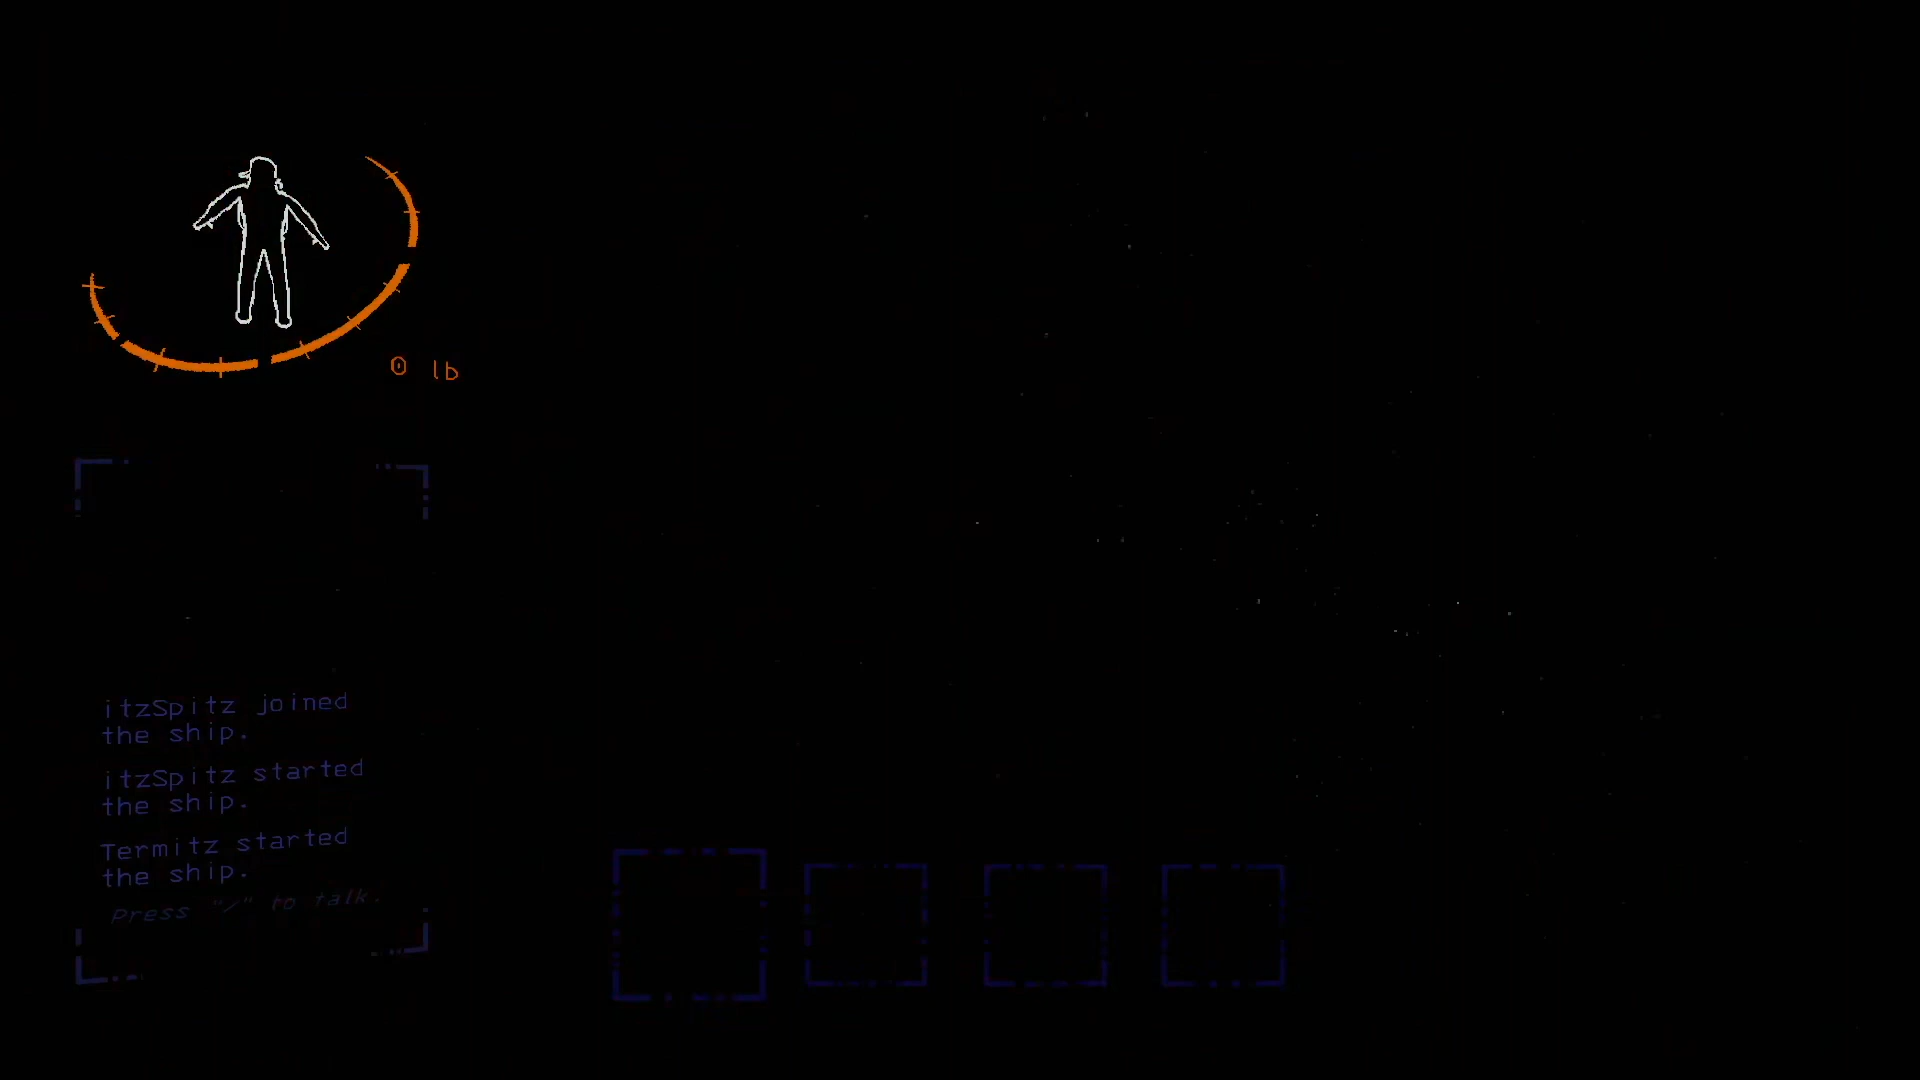 0 lb
itzSpitz joined
the ship.
itzSpitz started
the ship.
Termitz started
the ship.
Press "/" to talk.